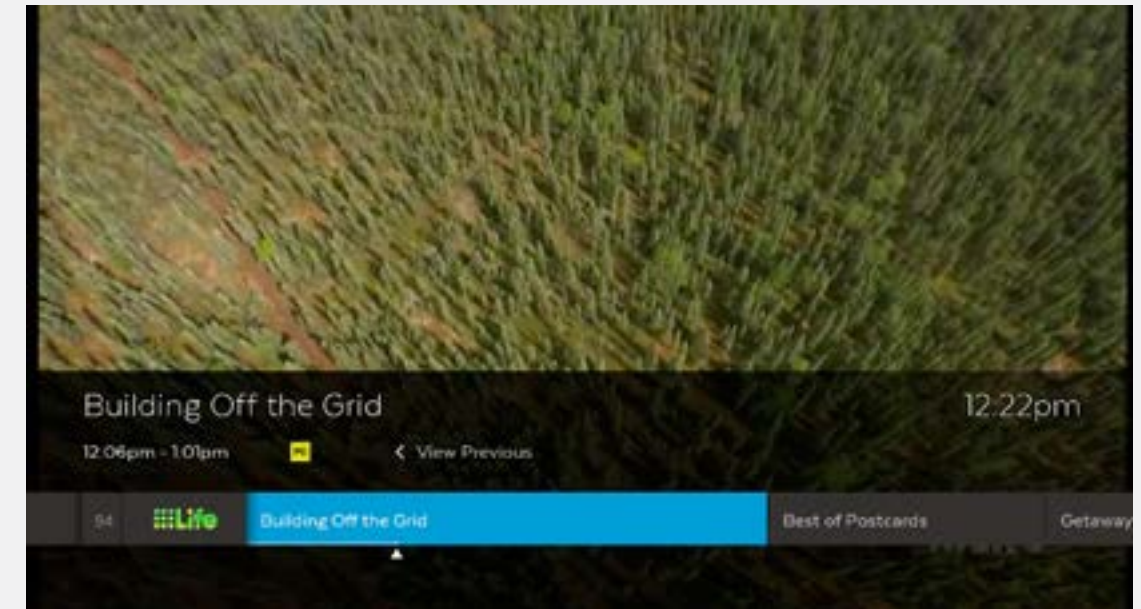 Building Off the Grid
12:22pm
12:06pm - 1:01pm
PG
View Previous
94
Life
Building Off the Grid
Best of Postcards
Getaway